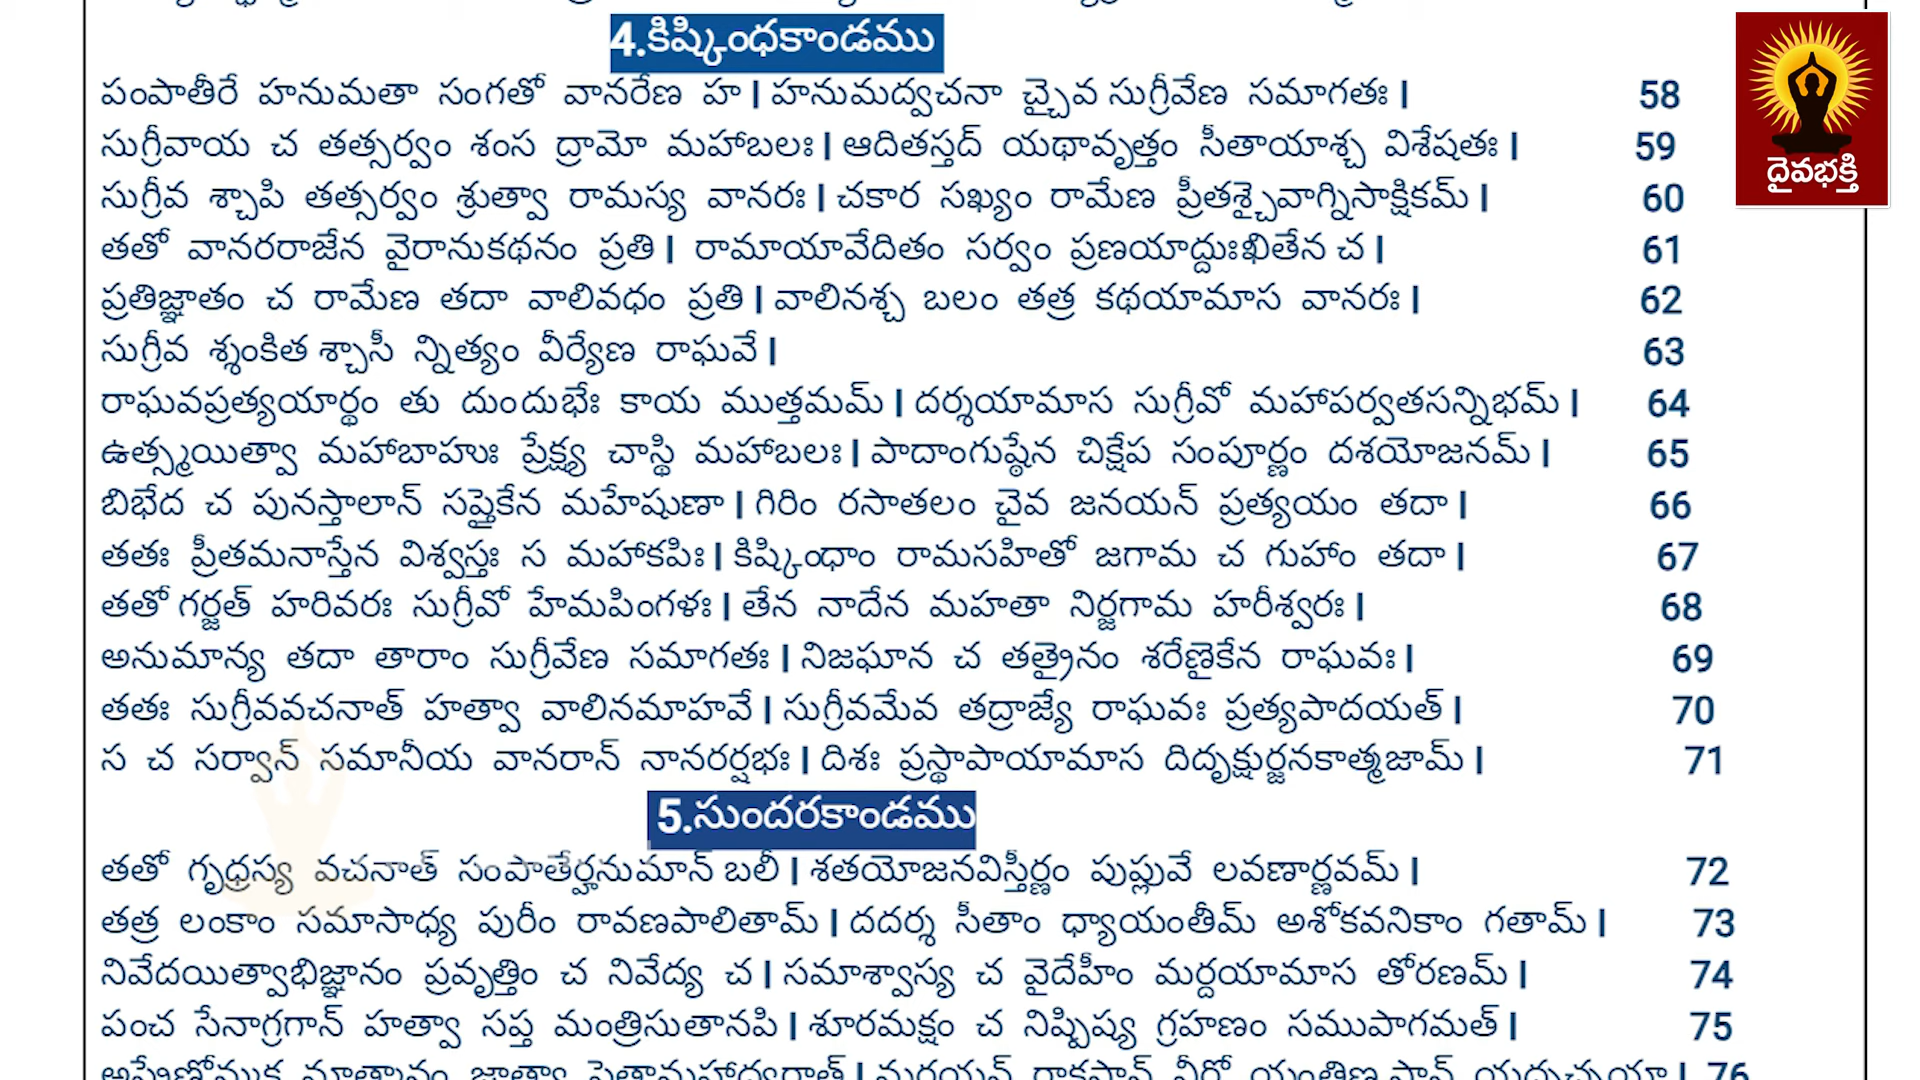 4.కిష్కింధకాండము
పంపాతీరే హనుమతా సంగతో వానరేణ హ | హనుమద్వచనా చ్చైవ సుగ్రీవేణ సమాగతః | 58
సుగ్రీవాయ చ తత్సర్వం శంస ద్రామో మహాబలః | ఆదితస్తద్ యథావృత్తం సీతాయాశ్చ విశేషతః | 59
సుగ్రీవ శ్చాపి తత్సర్వం శ్రుత్వా రామస్య వానరః | చకార సఖ్యం రామేణ ప్రీతశ్చైవాగ్నిసాక్షికమ్ | 60
తతో వానరరాజేన వైరానుకథనం ప్రతి | రామాయావేదితం సర్వం ప్రణయాద్దుఃఖితేన చ | 61
ప్రతిజ్ఞాతం చ రామేణ తదా వాలివధం ప్రతి | వాలినశ్చ బలం తత్ర కథయామాస వానరః | 62
సుగ్రీవ శ్శంకిత శ్చాసీ న్నిత్యం వీర్యేణ రాఘవే | 63
రాఘవప్రత్యయార్థం తు దుందుభేః కాయ ముత్తమమ్ | దర్శయామాస సుగ్రీవో మహాపర్వతసన్నిభమ్ | 64
ఉత్స్మయిత్వా మహాబాహుః ప్రేక్ష్య చాస్థి మహాబలః | పాదాంగుష్ఠేన చిక్షేప సంపూర్ణం దశయోజనమ్ | 65
బిభేద చ పునస్తాలాన్ సప్తైకేన మహేషుణా | గిరిం రసాతలం చైవ జనయన్ ప్రత్యయం తదా | 66
తతః ప్రీతమనాస్తేన విశ్వస్తః స మహాకపిః | కిష్కింధాం రామసహితో జగామ చ గుహాం తదా | 67
తతో గర్జత్ హరివరః సుగ్రీవో హేమపింగళః | తేన నాదేన మహతా నిర్జగామ హరీశ్వరః | 68
అనుమాన్య తదా తారాం సుగ్రీవేణ సమాగతః | నిజఘాన చ తత్రైనం శరేణైకేన రాఘవః | 69
తతః సుగ్రీవవచనాత్ హత్వా వాలినమాహవే | సుగ్రీవమేవ తద్రాజ్యే రాఘవః ప్రత్యపాదయత్ | 70
స చ సర్వాన్ సమానీయ వానరాన్ నానరర్షభః | దిశః ప్రస్థాపాయామాస దిదృక్షుర్జనకాత్మజామ్ | 71
5.సుందరకాండము
తతో గృధ్రస్య వచనాత్ సంపాతేర్హనుమాన్ బలీ | శతయోజనవిస్తీర్ణం పుప్లువే లవణార్ణవమ్ | 72
తత్ర లంకాం సమాసాధ్య పురీం రావణపాలితామ్ | దదర్శ సీతాం ధ్యాయంతీమ్ అశోకవనికాం గతామ్ | 73
నివేదయిత్వాభిజ్ఞానం ప్రవృత్తిం చ నివేద్య చ | సమాశ్వాస్య చ వైదేహీం మర్దయామాస తోరణమ్ | 74
పంచ సేనాగ్రగాన్ హత్వా సప్త మంత్రిసుతానపి | శూరమక్షం చ నిష్పిష్య గ్రహణం సముపాగమత్ | 75
76
దైవభక్తి